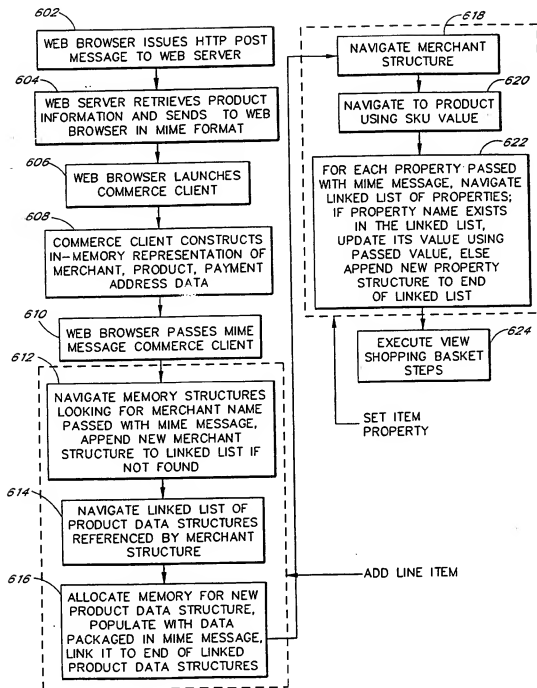 602
WEB BROWSER ISSUES HTTP POST
MESSAGE TO WEB SERVER
604
WEB SERVER RETRIEVES PRODUCT
INFORMATION AND SENDS TO WEB
BROWSER IN MIME FORMAT
606
WEB BROWSER LAUNCHES
COMMERCE CLIENT
608
COMMERCE CLIENT CONSTRUCTS
IN-MEMORY REPRESENTATION OF
MERCHANT, PRODUCT, PAYMENT
ADDRESS DATA
610
WEB BROWSER PASSES MIME
MESSAGE COMMERCE CLIENT
612
NAVIGATE MEMORY STRUCTURES
LOOKING FOR MERCHANT NAME
PASSED WITH MIME MESSAGE,
APPEND NEW MERCHANT
STRUCTURE TO LINKED LIST IF
NOT FOUND
614
NAVIGATE LINKED LIST OF
PRODUCT DATA STRUCTURES
REFERENCED BY MERCHANT
STRUCTURE
616
ALLOCATE MEMORY FOR NEW
PRODUCT DATA STRUCTURE,
POPULATE WITH DATA
PACKAGED IN MIME MESSAGE,
LINK IT TO END OF LINKED
PRODUCT DATA STRUCTURES
ADD LINE ITEM
618
NAVIGATE MERCHANT
STRUCTURE
620
NAVIGATE TO PRODUCT
USING SKU VALUE
622
FOR EACH PROPERTY PASSED
WITH MIME MESSAGE, NAVIGATE
LINKED LIST OF PROPERTIES;
IF PROPERTY NAME EXISTS
IN THE LINKED LIST,
UPDATE ITS VALUE USING
PASSED VALUE, ELSE
APPEND NEW PROPERTY
STRUCTURE TO END
OF LINKED LIST
EXECUTE VIEW
SHOPPING BASKET
STEPS
624
SET ITEM
PROPERTY